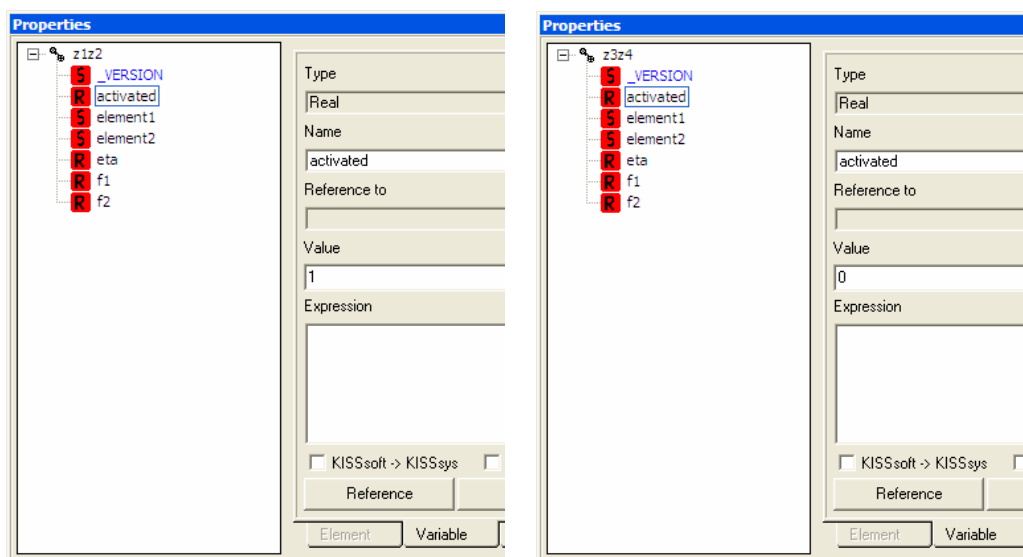 Properties
z1z2
S _VERSION
R activated
S element1
S element2
R eta
R f1
R f2
Type
Real
Name
activated
Reference to
Value
1
Expression
KISSsoft -> KISSsys
Reference
Element
Variable
Properties
z3z4
S _VERSION
R activated
S element1
S element2
R eta
R f1
R f2
Type
Real
Name
activated
Reference to
Value
0
Expression
KISSsoft -> KISSsys
Reference
Element
Variable